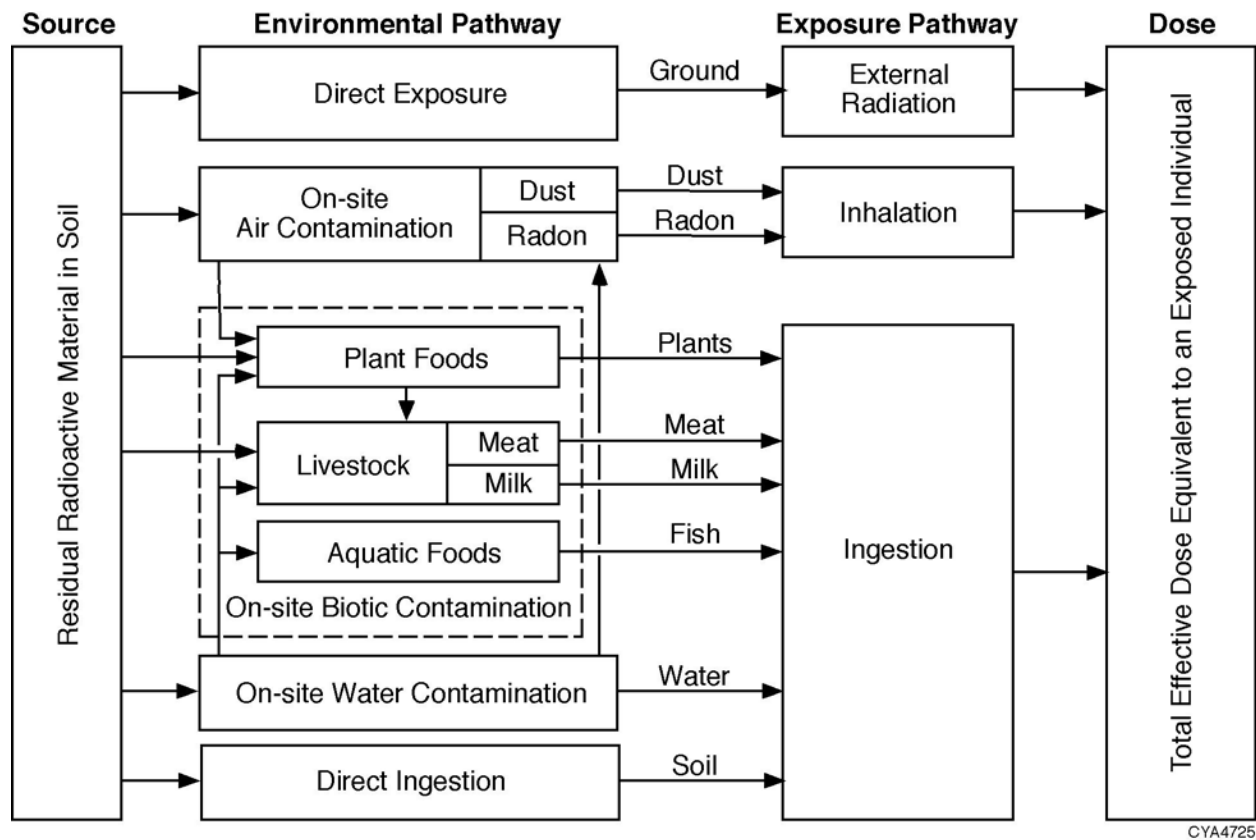 Source
Environmental Pathway
Exposure Pathway
Dose
Residual Radioactive Material in Soil
Direct Exposure
Ground
External
Radiation
On-site
Air Contamination
Dust
Radon
Dust
Radon
Inhalation
Plant Foods
Plants
Livestock
Meat
Milk
Meat
Milk
Aquatic Foods
Fish
On-site Biotic Contamination
Ingestion
On-site Water Contamination
Water
Direct Ingestion
Soil
Total Effective Dose Equivalent to an Exposed Individual
CYA4725